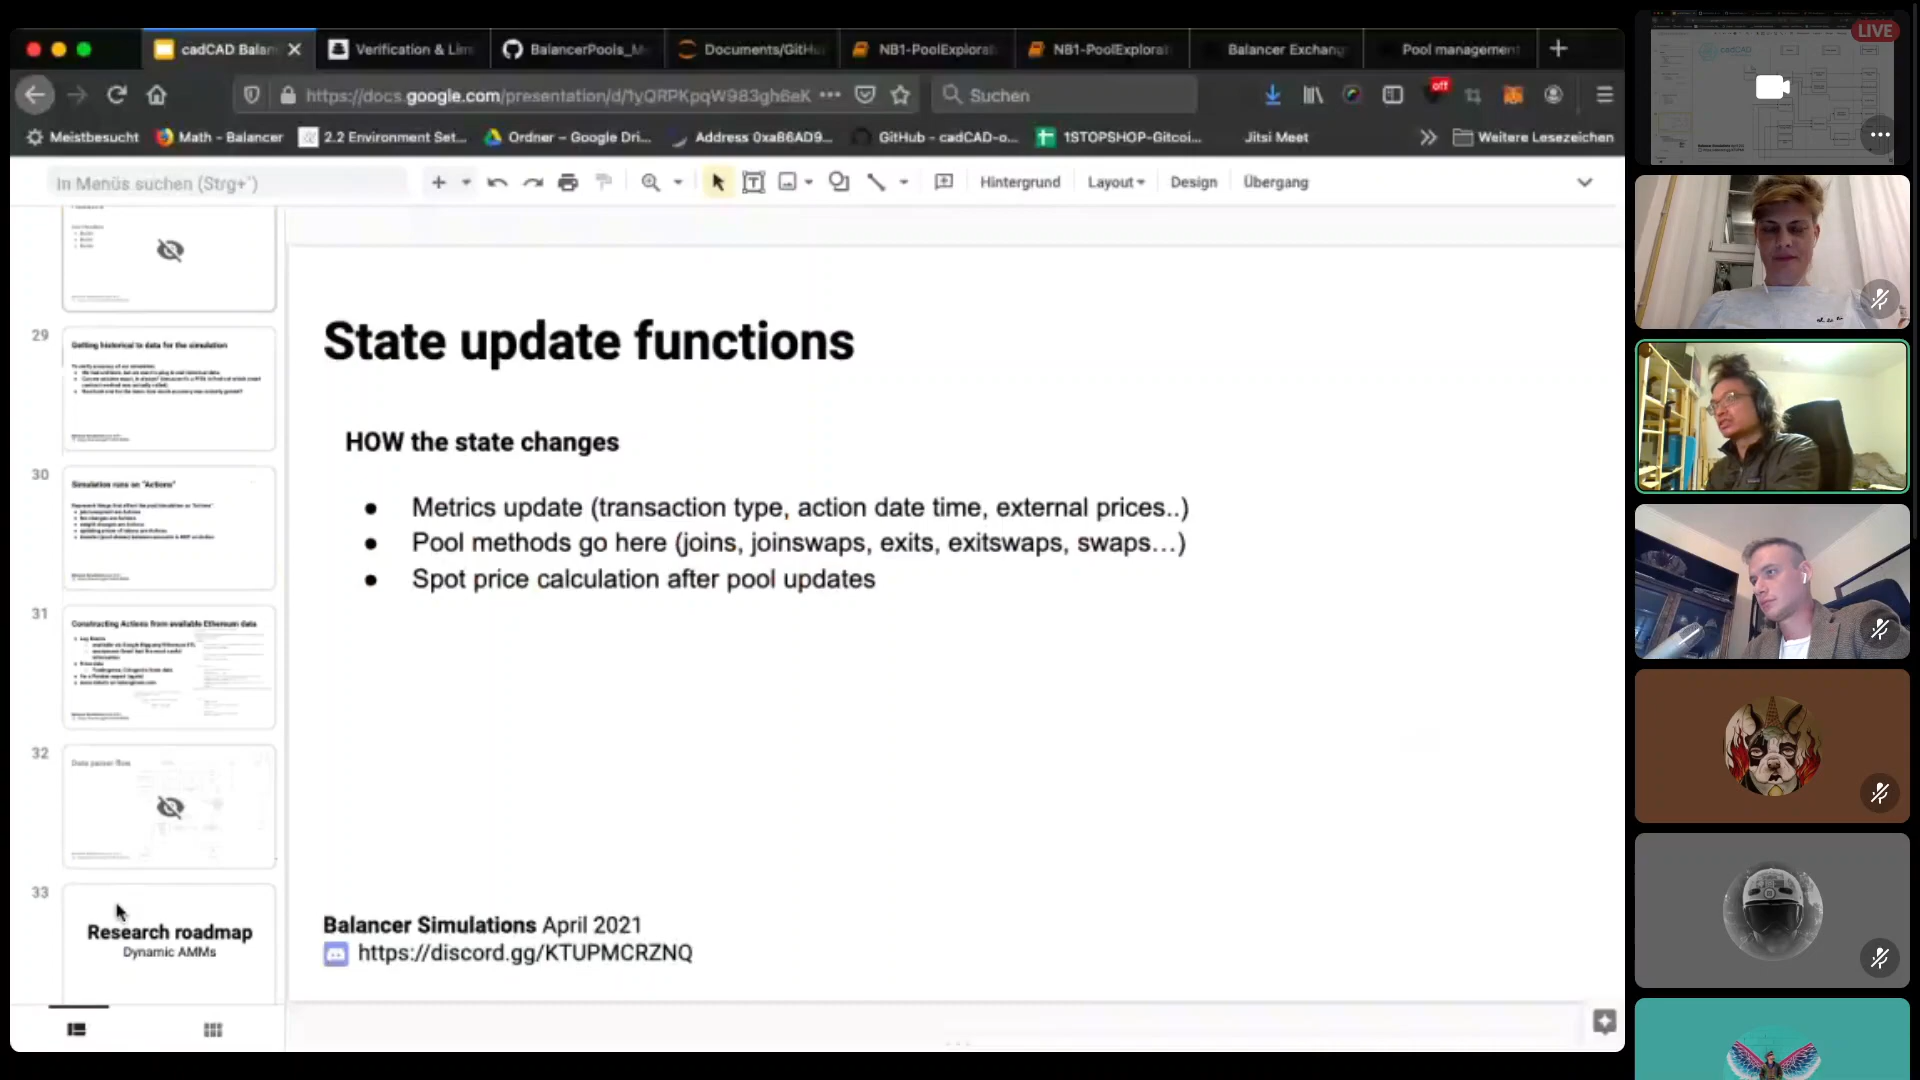 cadCAD Balan
Verification & Lim
BalancerPools_M
Documents/GitHu
NB1-PoolExplorat
NB1-PoolExplorat
Balancer Exchang
Pool management
LIVE
https://docs.google.com/presentation/d/1yQRPKpqW983gh6eK
Suchen
off
Meistbesucht
Math - Balancer
2.2 Environment Set...
Ordner – Google Dri...
Address 0xa86AD9...
GitHub - cadCAD-o...
1STOPSHOP-Gitcoi...
Jitsi Meet
Weitere Lesezeichen
In Menüs suchen (Strg+`)
Hintergrund
Layout
Design
Übergang
29
Getting historical tx data for the simulation
30
Simulation runs on "Actions"
31
Constructing Actions from available Ethereum data
32
Data parser flow
33
Research roadmap
Dynamic AMMs
State update functions
HOW the state changes
● Metrics update (transaction type, action date time, external prices..)
● Pool methods go here (joins, joinswaps, exits, exitswaps, swaps…)
● Spot price calculation after pool updates
Balancer Simulations April 2021
https://discord.gg/KTUPMCRZNQ